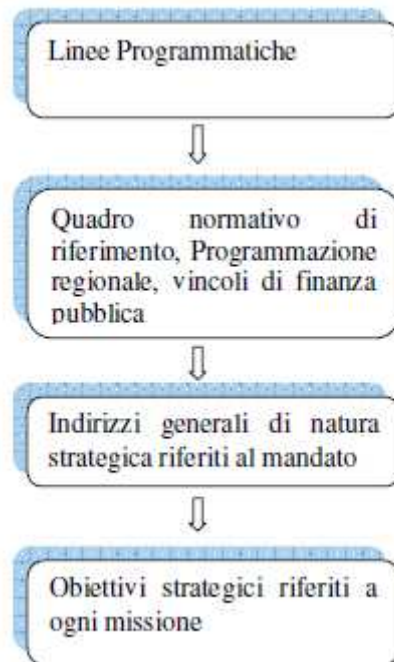 Linee Programmatiche
Quadro normativo di
riferimento, Programmazione
regionale, vincoli di finanza
pubblica
Indirizzi generali di natura
strategica riferiti al mandato
Obiettivi strategici riferiti a
ogni missione